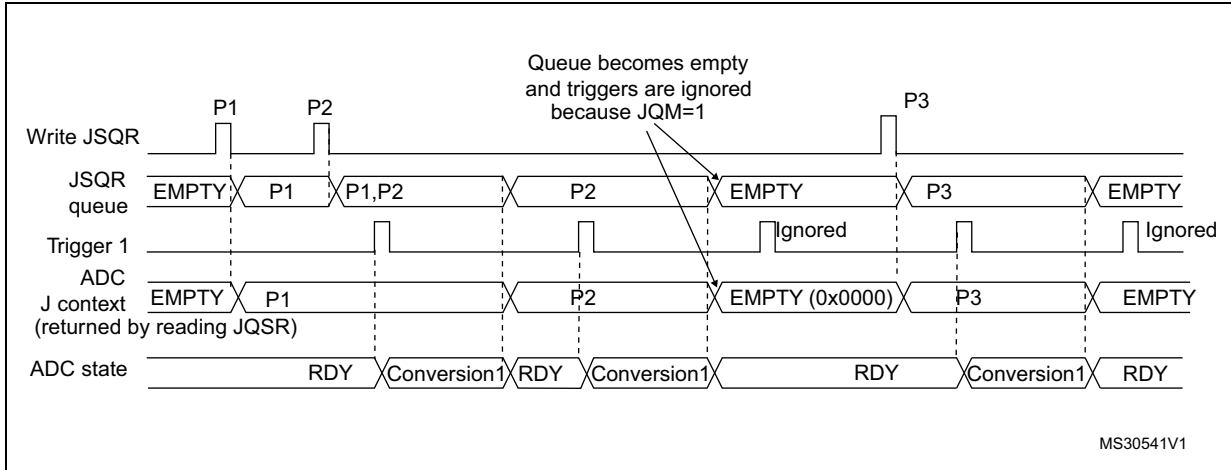 Queue becomes empty
and triggers are ignored
because JQM=1
P1 P2 P3
Write JSQR
JSQR
queue
EMPTY P1 P1,P2 P2 EMPTY P3 EMPTY
Trigger 1 Ignored Ignored
ADC
J context
(returned by reading JQSR)
EMPTY P1 P2 EMPTY (0x0000) P3 EMPTY
ADC state RDY Conversion1 RDY Conversion1 RDY Conversion1 RDY
MS30541V1